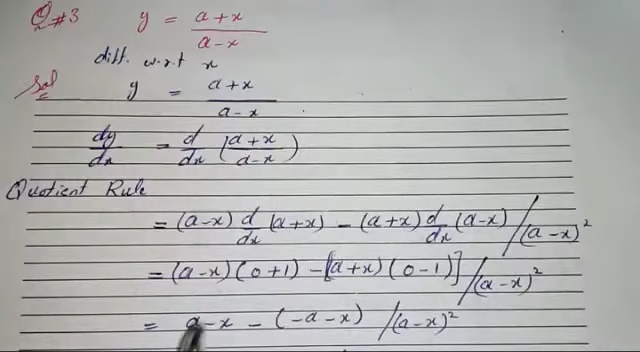 Q#3 y = a+x / a-x
diff. w.r.t x
Sol y = a+x / a-x
dy/dx = d/dx (a+x / a-x)
Quotient Rule
= (a-x) d/dx (a+x) - (a+x) d/dx (a-x) / (a-x)²
= (a-x) (0+1) - [(a+x) (0-1)] / (a-x)²
= a-x - (-a-x) / (a-x)²